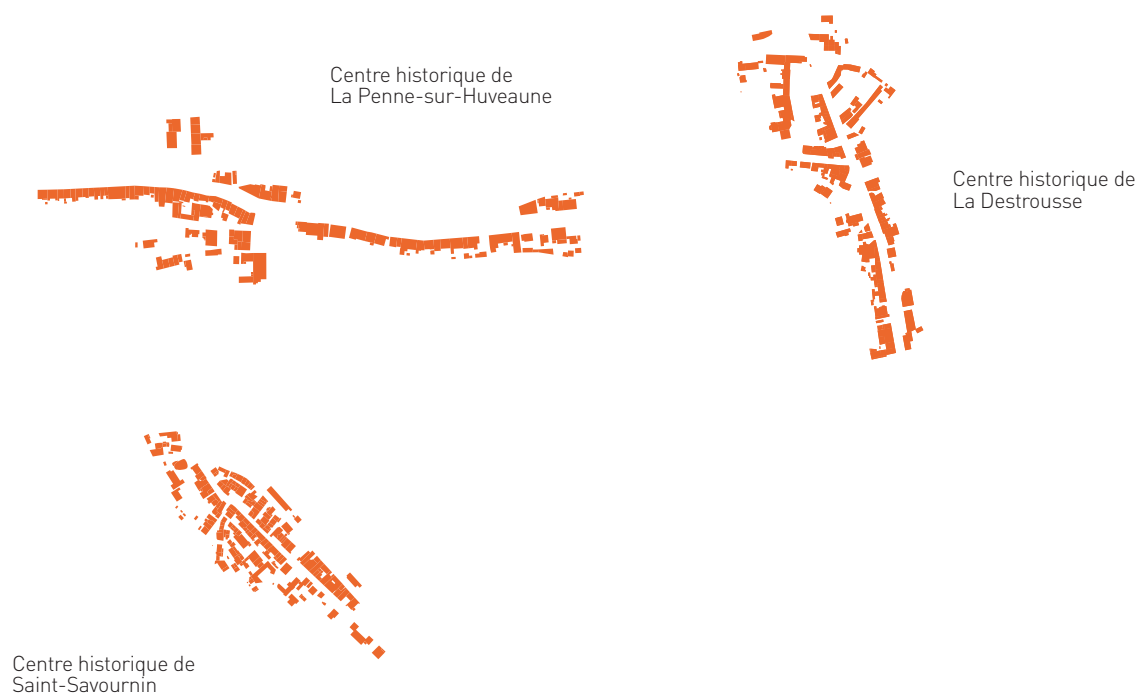 Centre historique de
La Penne-sur-Huveaune
Centre historique de
La Destrousse
Centre historique de
Saint-Savournin